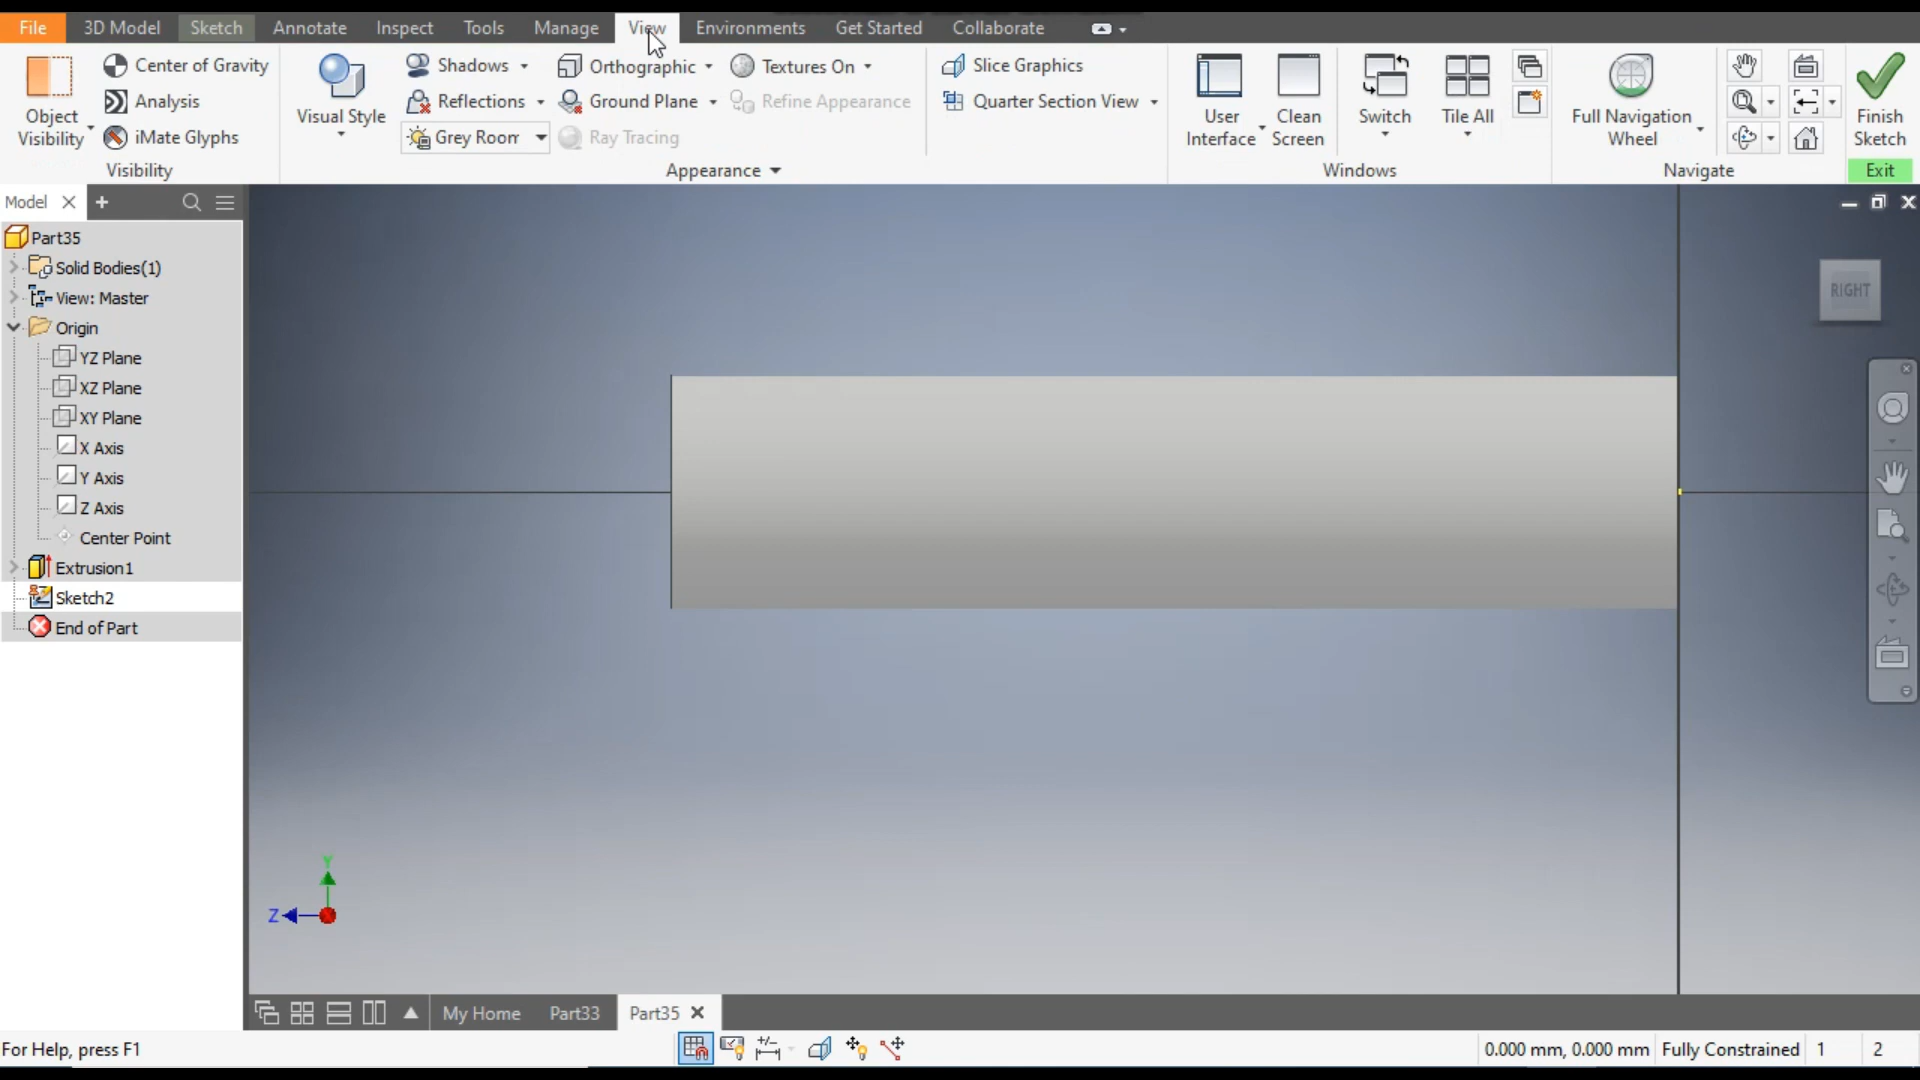 File 3D Model Sketch Annotate Inspect Tools Manage View Environments Get Started Collaborate
Object Visibility
Center of Gravity
Analysis
iMate Glyphs
Visibility
Visual Style
Shadows
Reflections
Grey Room
Orthographic
Ground Plane
Ray Tracing
Textures On
Refine Appearance
Appearance
Slice Graphics
Quarter Section View
User Interface
Clean Screen
Switch
Tile All
Windows
Full Navigation Wheel
Navigate
Finish Sketch
Exit
Model
Part35
Solid Bodies(1)
View: Master
Origin
YZ Plane
XZ Plane
XY Plane
X Axis
Y Axis
Z Axis
Center Point
Extrusion1
Sketch2
End of Part
RIGHT
Y
Z
My Home Part33 Part35
For Help, press F1
0.000 mm, 0.000 mm Fully Constrained 1 2